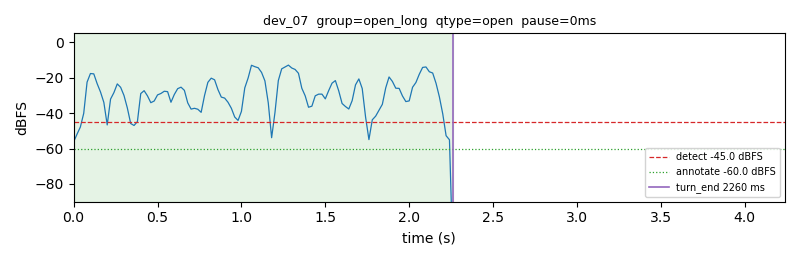 dev_07  group=open_long  qtype=open  pause=0ms
dBFS
0
−20
−40
−60
−80
detect -45.0 dBFS
annotate -60.0 dBFS
turn_end 2260 ms
0.0 0.5 1.0 1.5 2.0 2.5 3.0 3.5 4.0
time (s)